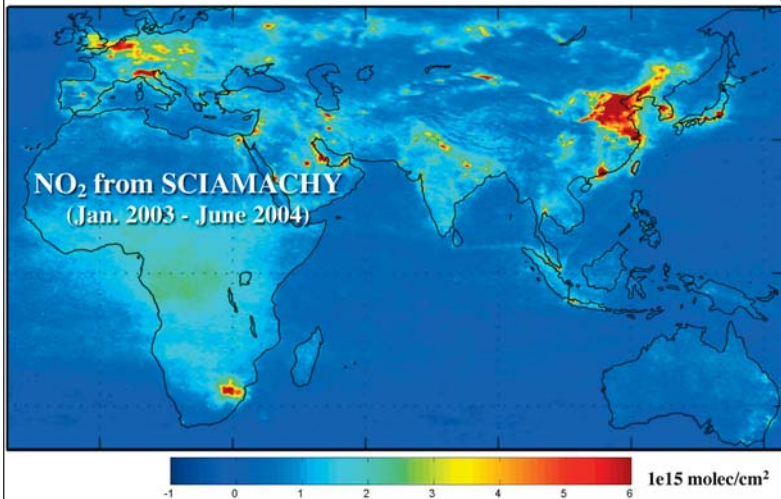 NO₂ from SCIAMACHY
(Jan. 2003 - June 2004)
-1 0 1 2 3 4 5 6 1e15 molec/cm²